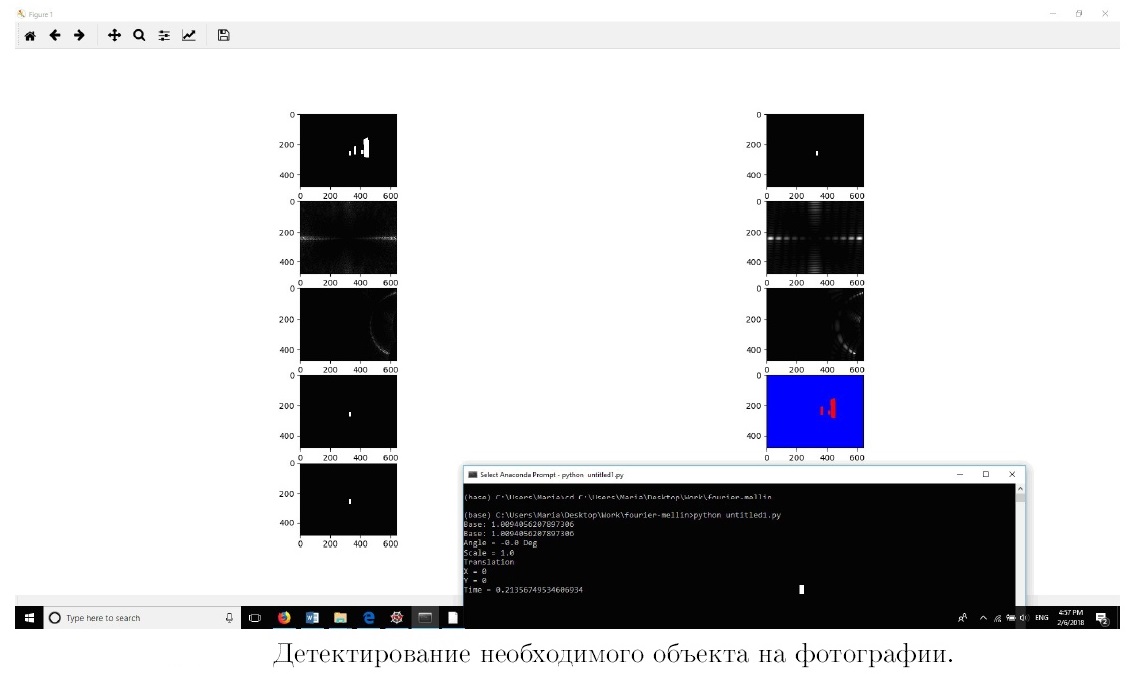 Figure 1
0
200
400
0 200 400 600
0
200
400
0 200 400 600
0
200
400
0 200 400 600
0
200
400
0 200 400 600
0
200
400
0 200 400 600
0
200
400
0 200 400 600
0
200
400
0 200 400 600
0
200
400
0 200 400 600
0
200
400
0 200 400 600
Select Anaconda Prompt - python untitled1.py
(base) C:\Users\Maria>cd C:\Users\Maria\Desktop\Work\fourier-mellin
(base) C:\Users\Maria\Desktop\Work\fourier-mellin>python untitled1.py
Base: 1.0094056207897306
Base: 1.0094056207897306
Angle = -0.0 Deg
Scale = 1.0
Translation
X = 0
Y = 0
Time = 0.21356749534606934
Type here to search
ENG
4:57 PM
2/6/2018
2
Детектирование необходимого объекта на фотографии.